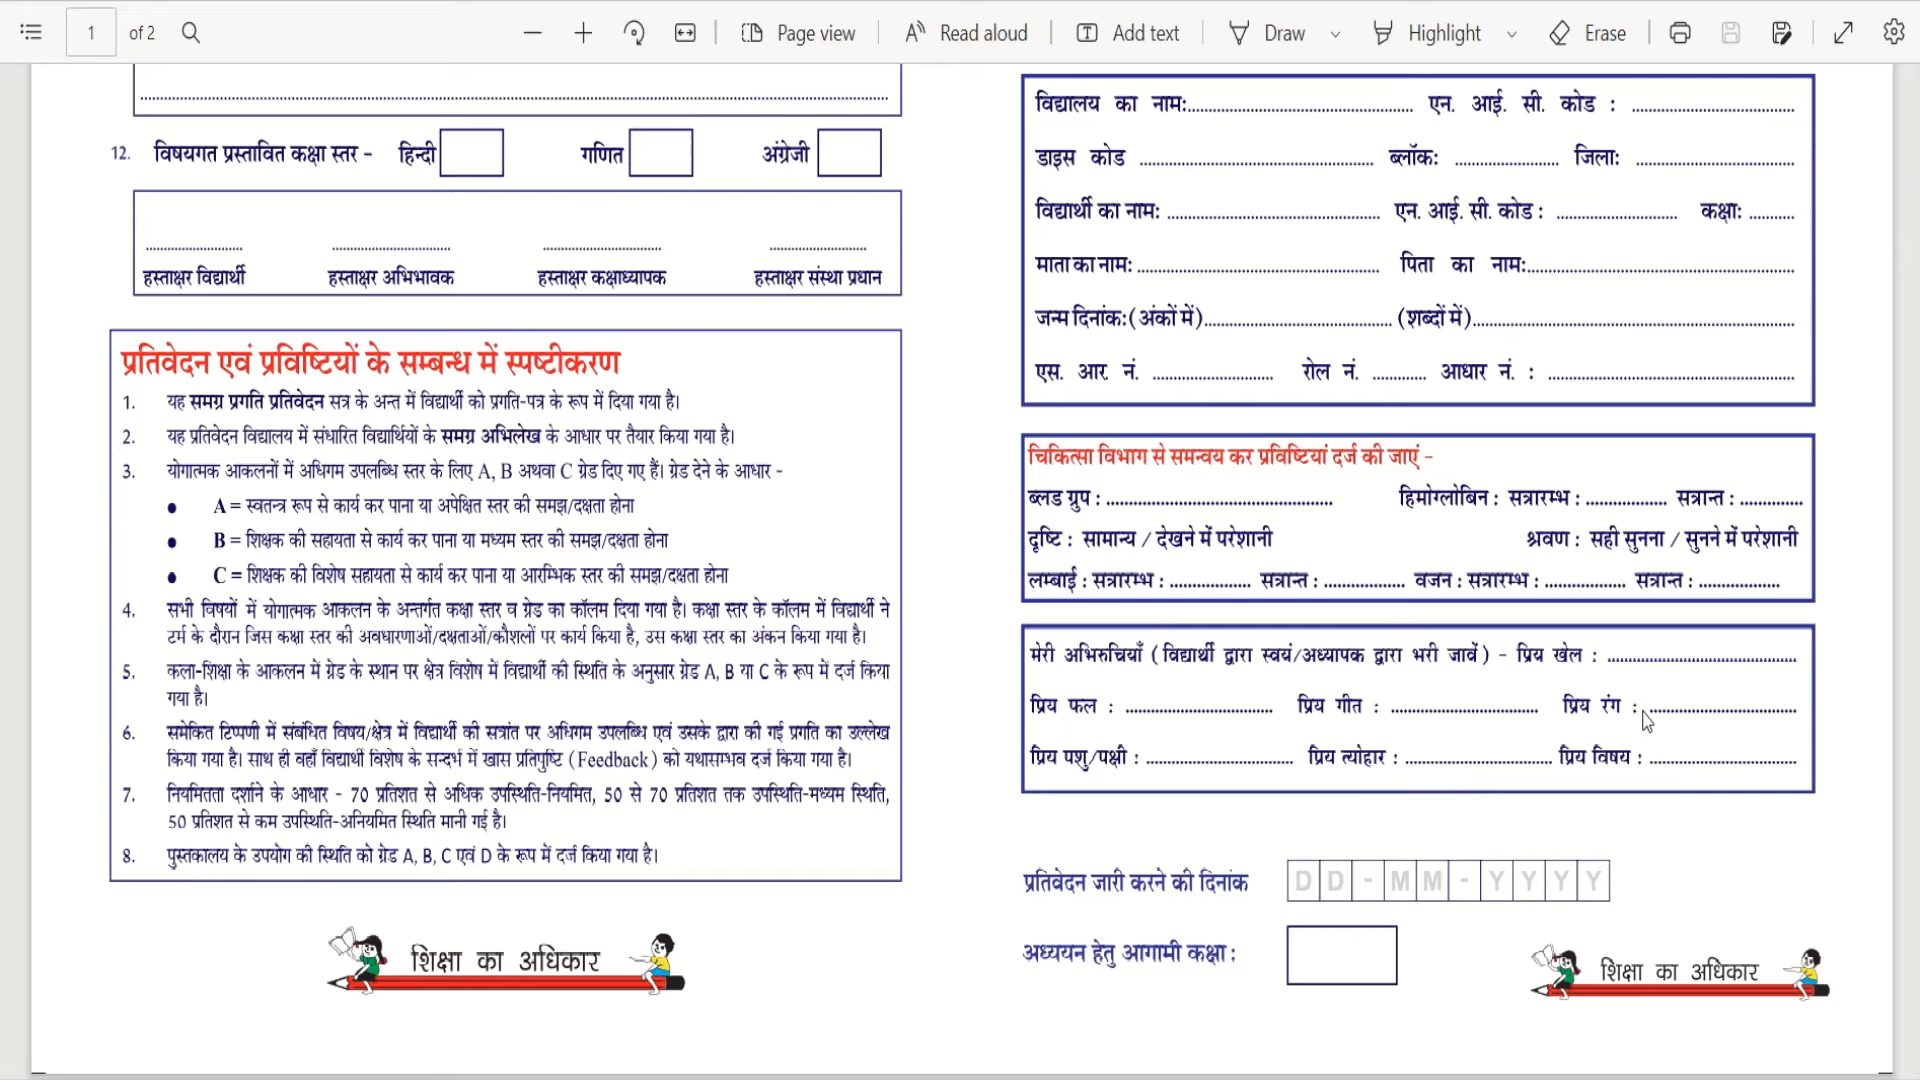 1 of 2 Page view Read aloud Add text Draw Highlight Erase
12. विषयगत प्रस्तावित कक्षा स्तर – हिन्दी गणित अंग्रेजी
हस्ताक्षर विद्यार्थी हस्ताक्षर अभिभावक हस्ताक्षर कक्षाध्यापक हस्ताक्षर संस्था प्रधान
प्रतिवेदन एवं प्रविष्टियों के सम्बन्ध में स्पष्टीकरण
1. यह समग्र प्रगति प्रतिवेदन सत्र के अन्त में विद्यार्थी को प्रगति-पत्र के रूप में दिया गया है।
2. यह प्रतिवेदन विद्यालय में संधारित विद्यार्थियों के समग्र अभिलेख के आधार पर तैयार किया गया है।
3. योगात्मक आकलनों में अधिगम उपलब्धि स्तर के लिए A, B अथवा C ग्रेड दिए गए हैं। ग्रेड देने के आधार -
• A = स्वतन्त्र रूप से कार्य कर पाना या अपेक्षित स्तर की समझ/दक्षता होना
• B = शिक्षक की सहायता से कार्य कर पाना या मध्यम स्तर की समझ/दक्षता होना
• C = शिक्षक की विशेष सहायता से कार्य कर पाना या आरम्भिक स्तर की समझ/दक्षता होना
4. सभी विषयों में योगात्मक आकलन के अन्तर्गत कक्षा स्तर व ग्रेड का कॉलम दिया गया है। कक्षा स्तर के कॉलम में विद्यार्थी ने
टर्म के दौरान जिस कक्षा स्तर की अवधारणाओं/दक्षताओं/कौशलों पर कार्य किया है, उस कक्षा स्तर का अंकन किया गया है।
5. कला-शिक्षा के आकलन में ग्रेड के स्थान पर क्षेत्र विशेष में विद्यार्थी की स्थिति के अनुसार ग्रेड A, B या C के रूप में दर्ज किया
गया है।
6. समेकित टिप्पणी में संबंधित विषय/क्षेत्र में विद्यार्थी की सत्रांत पर अधिगम उपलब्धि एवं उसके द्वारा की गई प्रगति का उल्लेख
किया गया है। साथ ही वहाँ विद्यार्थी विशेष के सन्दर्भ में खास प्रतिपुष्टि (Feedback) को यथासम्भव दर्ज किया गया है।
7. नियमितता दर्शाने के आधार - 70 प्रतिशत से अधिक उपस्थिति-नियमित, 50 से 70 प्रतिशत तक उपस्थिति-मध्यम स्थिति,
50 प्रतिशत से कम उपस्थिति-अनियमित स्थिति मानी गई है।
8. पुस्तकालय के उपयोग की स्थिति को ग्रेड A, B, C एवं D के रूप में दर्ज किया गया है।
शिक्षा का अधिकार
विद्यालय का नाम:........ एन. आई. सी. कोड : ........
डाइस कोड ........ ब्लॉक: ........ जिला: ........
विद्यार्थी का नाम: ........ एन. आई. सी. कोड : ........ कक्षा: ........
माता का नाम: ........ पिता का नाम:........
जन्म दिनांक:(अंकों में)........ (शब्दों में)........
एस. आर. नं. ........ रोल नं. ........ आधार नं. : ........
चिकित्सा विभाग से समन्वय कर प्रविष्टियां दर्ज की जाएं -
ब्लड ग्रुप : ........ हिमोग्लोबिन : सत्रारम्भ : ........ सत्रान्त : ........
दृष्टि : सामान्य / देखने में परेशानी श्रवण : सही सुनना / सुनने में परेशानी
लम्बाई : सत्रारम्भ : ........ सत्रान्त : ........ वजन : सत्रारम्भ : ........ सत्रान्त : ........
मेरी अभिरुचियाँ (विद्यार्थी द्वारा स्वयं/अध्यापक द्वारा भरी जावें) - प्रिय खेल : ........
प्रिय फल : ........ प्रिय गीत : ........ प्रिय रंग : ........
प्रिय पशु/पक्षी : ........ प्रिय त्योहार : ........ प्रिय विषय : ........
प्रतिवेदन जारी करने की दिनांक DD-MM-YYYY
अध्ययन हेतु आगामी कक्षा :
शिक्षा का अधिकार